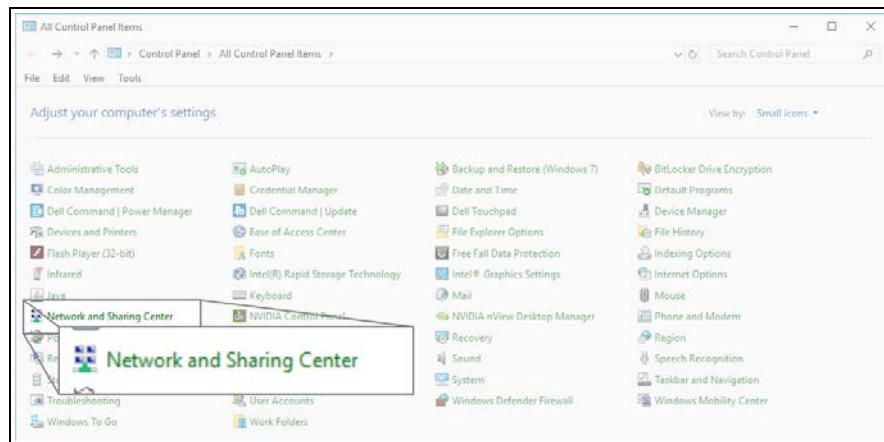 All Control Panel Items
Control Panel > All Control Panel Items >
Search Control Panel
File Edit View Tools
Adjust your computer's settings
View by: Small icons
Administrative Tools AutoPlay Backup and Restore (Windows 7) BitLocker Drive Encryption
Color Management Credential Manager Date and Time Default Programs
Dell Command | Power Manager Dell Command | Update Dell Touchpad Device Manager
Devices and Printers Ease of Access Center File Explorer Options File History
Flash Player (32-bit) Fonts Free Fall Data Protection Indexing Options
Infrared Intel(R) Rapid Storage Technology Intel® Graphics Settings Internet Options
Java Keyboard Mail Mouse
Network and Sharing Center NVIDIA Control Panel NVIDIA nView Desktop Manager Phone and Modem
Recovery Region
Network and Sharing Center
Sound Speech Recognition
System Taskbar and Navigation
Troubleshooting User Accounts Windows Defender Firewall Windows Mobility Center
Windows To Go Work Folders